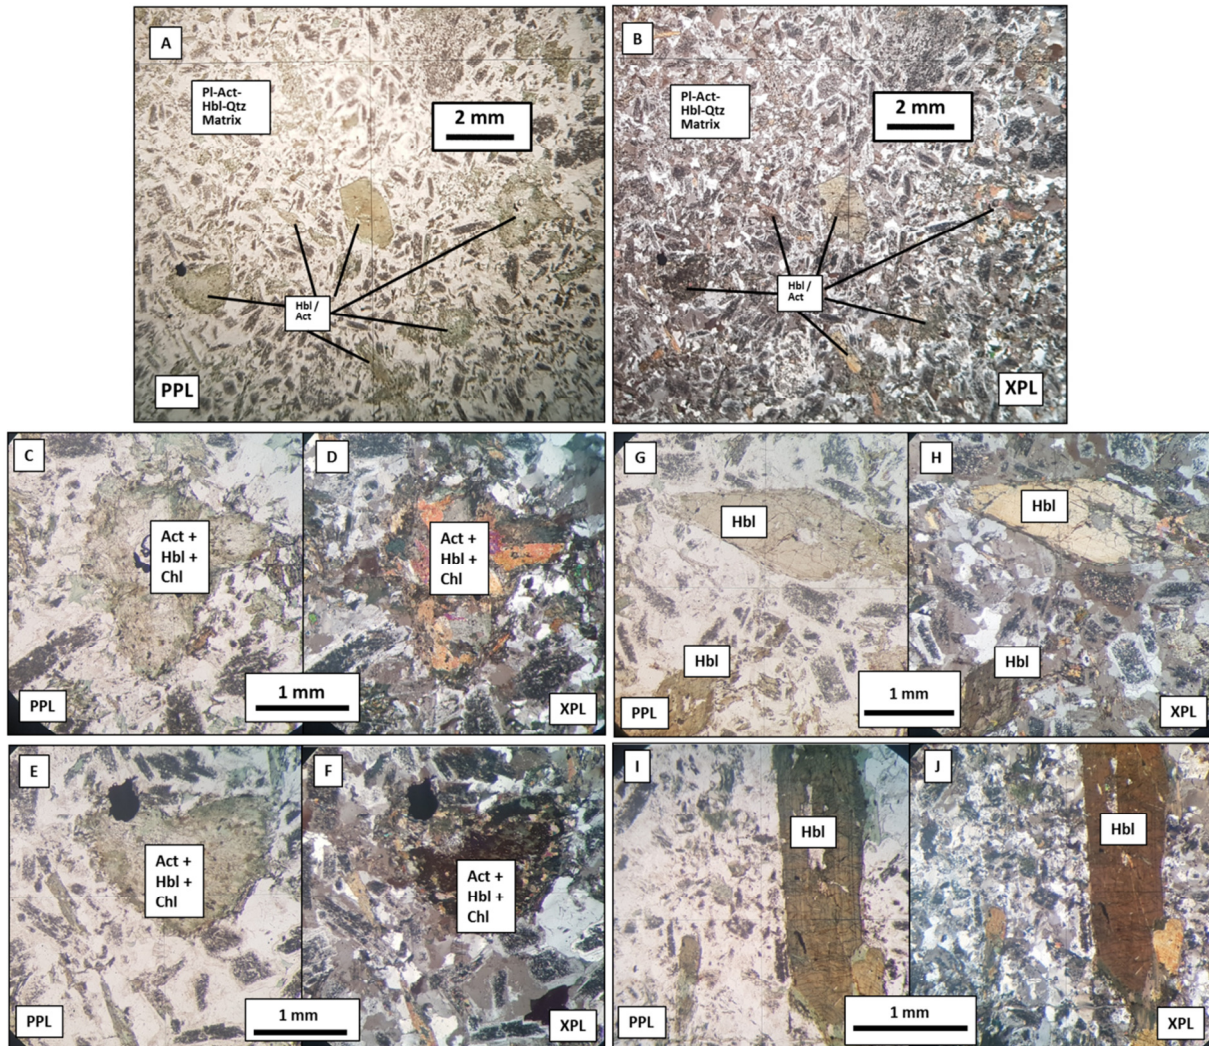 A
Pl-Act-
Hbl-Qtz
Matrix
2 mm
Hbl /
Act
PPL
B
Pl-Act-
Hbl-Qtz
Matrix
2 mm
Hbl /
Act
XPL
C
Act +
Hbl +
Chl
PPL
D
Act +
Hbl +
Chl
XPL
1 mm
G
Hbl
Hbl
PPL
H
Hbl
Hbl
XPL
1 mm
E
Act +
Hbl +
Chl
PPL
F
Act +
Hbl +
Chl
XPL
1 mm
I
Hbl
PPL
J
Hbl
XPL
1 mm